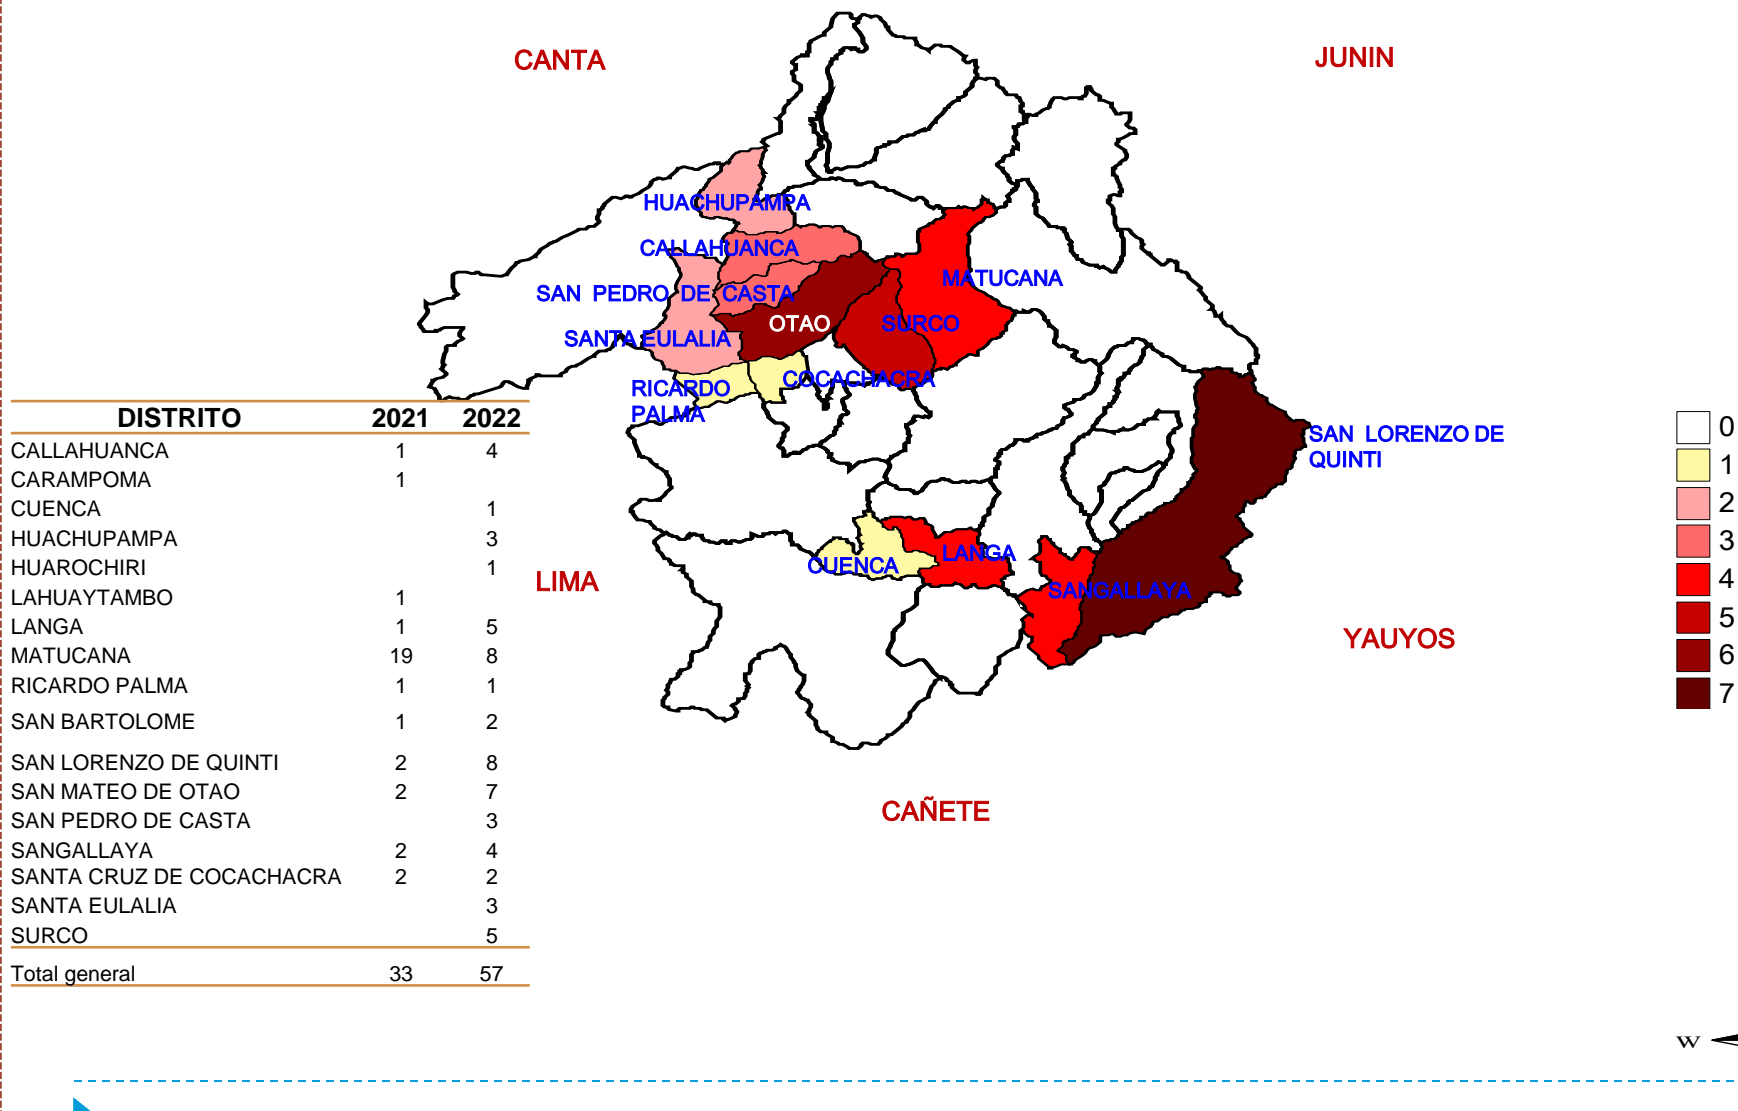 CANTA
JUNIN
HUACHUPAMPA
CALLAHUANCA
MATUCANA
SAN PEDRO DE CASTA
OTAO
SURCO
SANTA EULALIA
COCACHACRA
RICARDO
PALMA
SAN LORENZO DE
QUINTI
LANGA
CUENCA
SANGALLAYA
LIMA
YAUYOS
CAÑETE
DISTRITO 2021 2022
CALLAHUANCA 1 4
CARAMPOMA 1
CUENCA 1
HUACHUPAMPA 3
HUAROCHIRI 1
LAHUAYTAMBO 1
LANGA 1 5
MATUCANA 19 8
RICARDO PALMA 1 1
SAN BARTOLOME 1 2
SAN LORENZO DE QUINTI 2 8
SAN MATEO DE OTAO 2 7
SAN PEDRO DE CASTA 3
SANGALLAYA 2 4
SANTA CRUZ DE COCACHACRA 2 2
SANTA EULALIA 3
SURCO 5
Total general 33 57
0
1
2
3
4
5
6
7
W